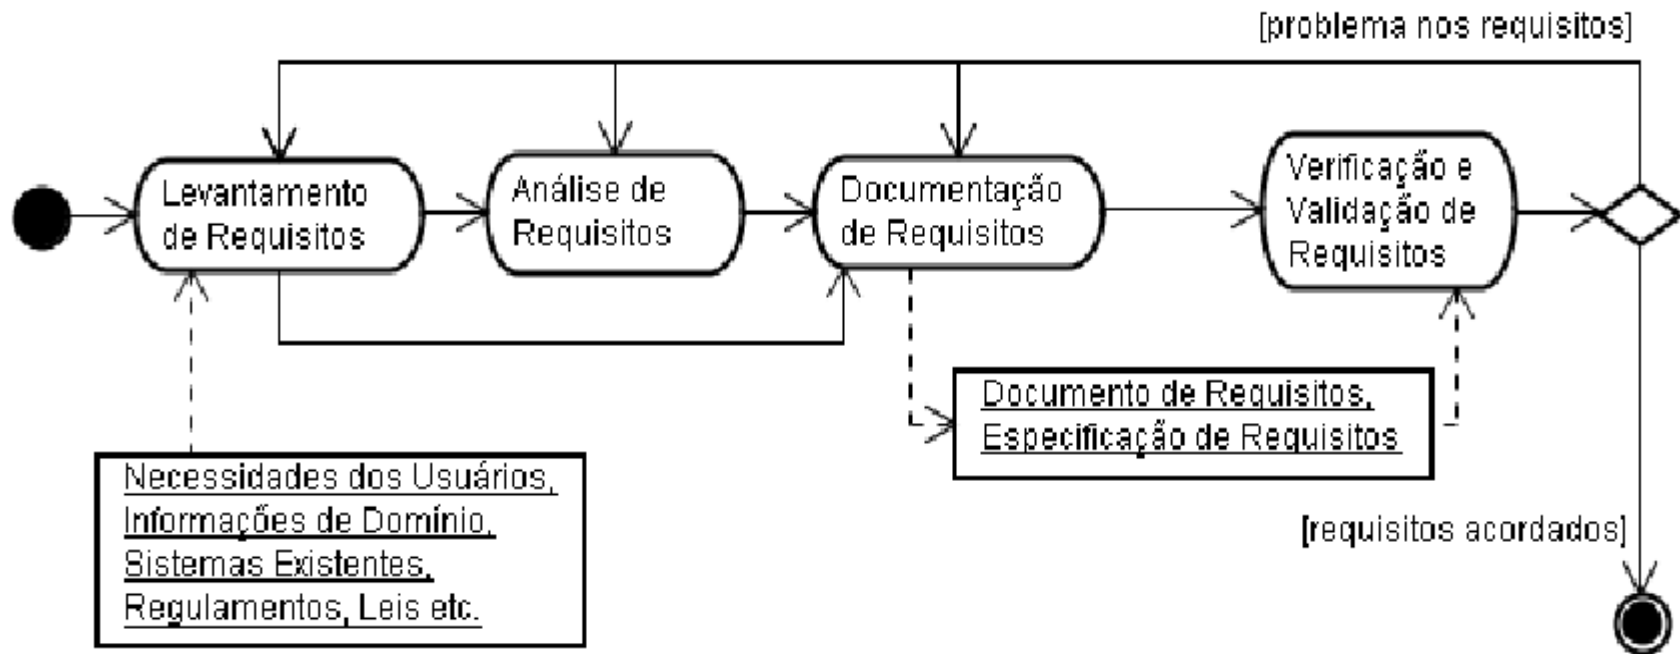 [problema nos requisitos]
Levantamento
de Requisitos
Análise de
Requisitos
Documentação
de Requisitos
Verificação e
Validação de
Requisitos
Documento de Requisitos,
Especificação de Requisitos
Necessidades dos Usuários,
Informações de Domínio,
Sistemas Existentes,
Regulamentos, Leis etc.
[requisitos acordados]